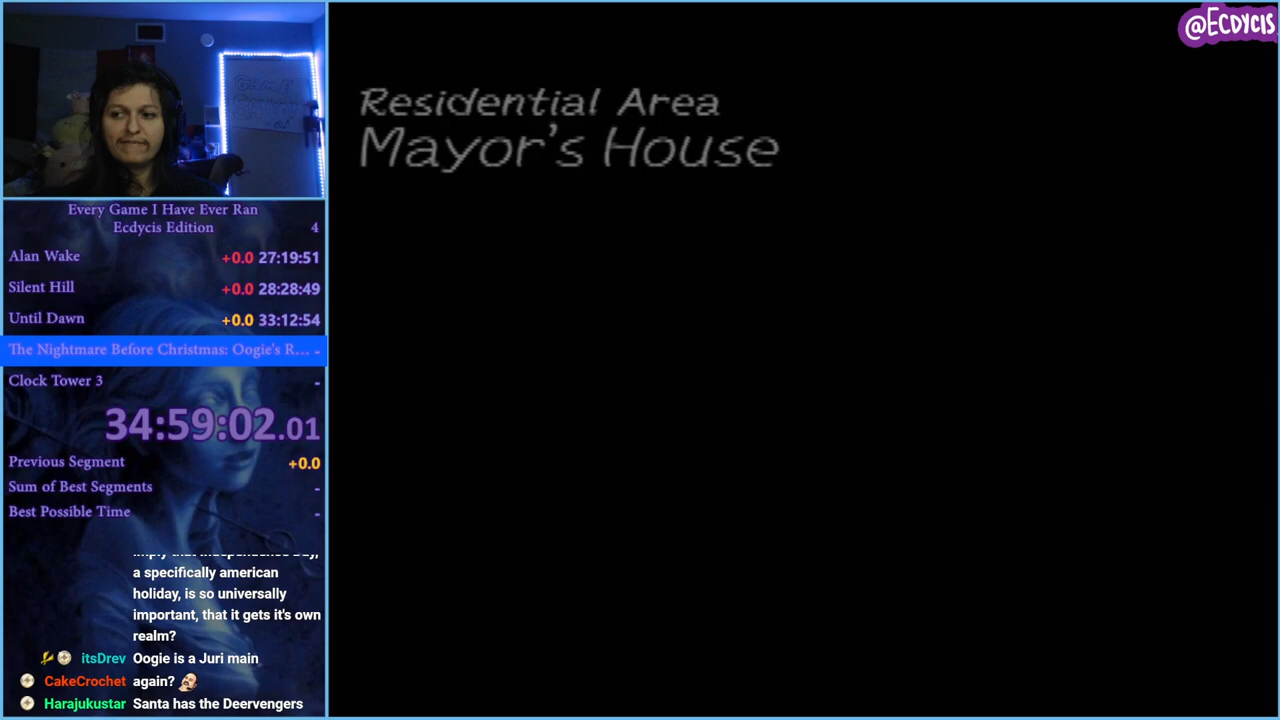 @ECDYCIS
Residential Area
Mayor's House
Every Game I Have Ever Ran
Ecdycis Edition 4
Alan Wake +0.0 27:19:51
Silent Hill +0.0 28:28:49
Until Dawn +0.0 33:12:54
The Nightmare Before Christmas: Oogie's R... -
Clock Tower 3 -
34:59:02.01
Previous Segment +0.0
Sum of Best Segments -
Best Possible Time -
a specifically american
holiday, is so universally
important, that it gets it's own
realm?
itsDrev Oogie is a Juri main
CakeCrochet again?
Harajukustar Santa has the Deervengers